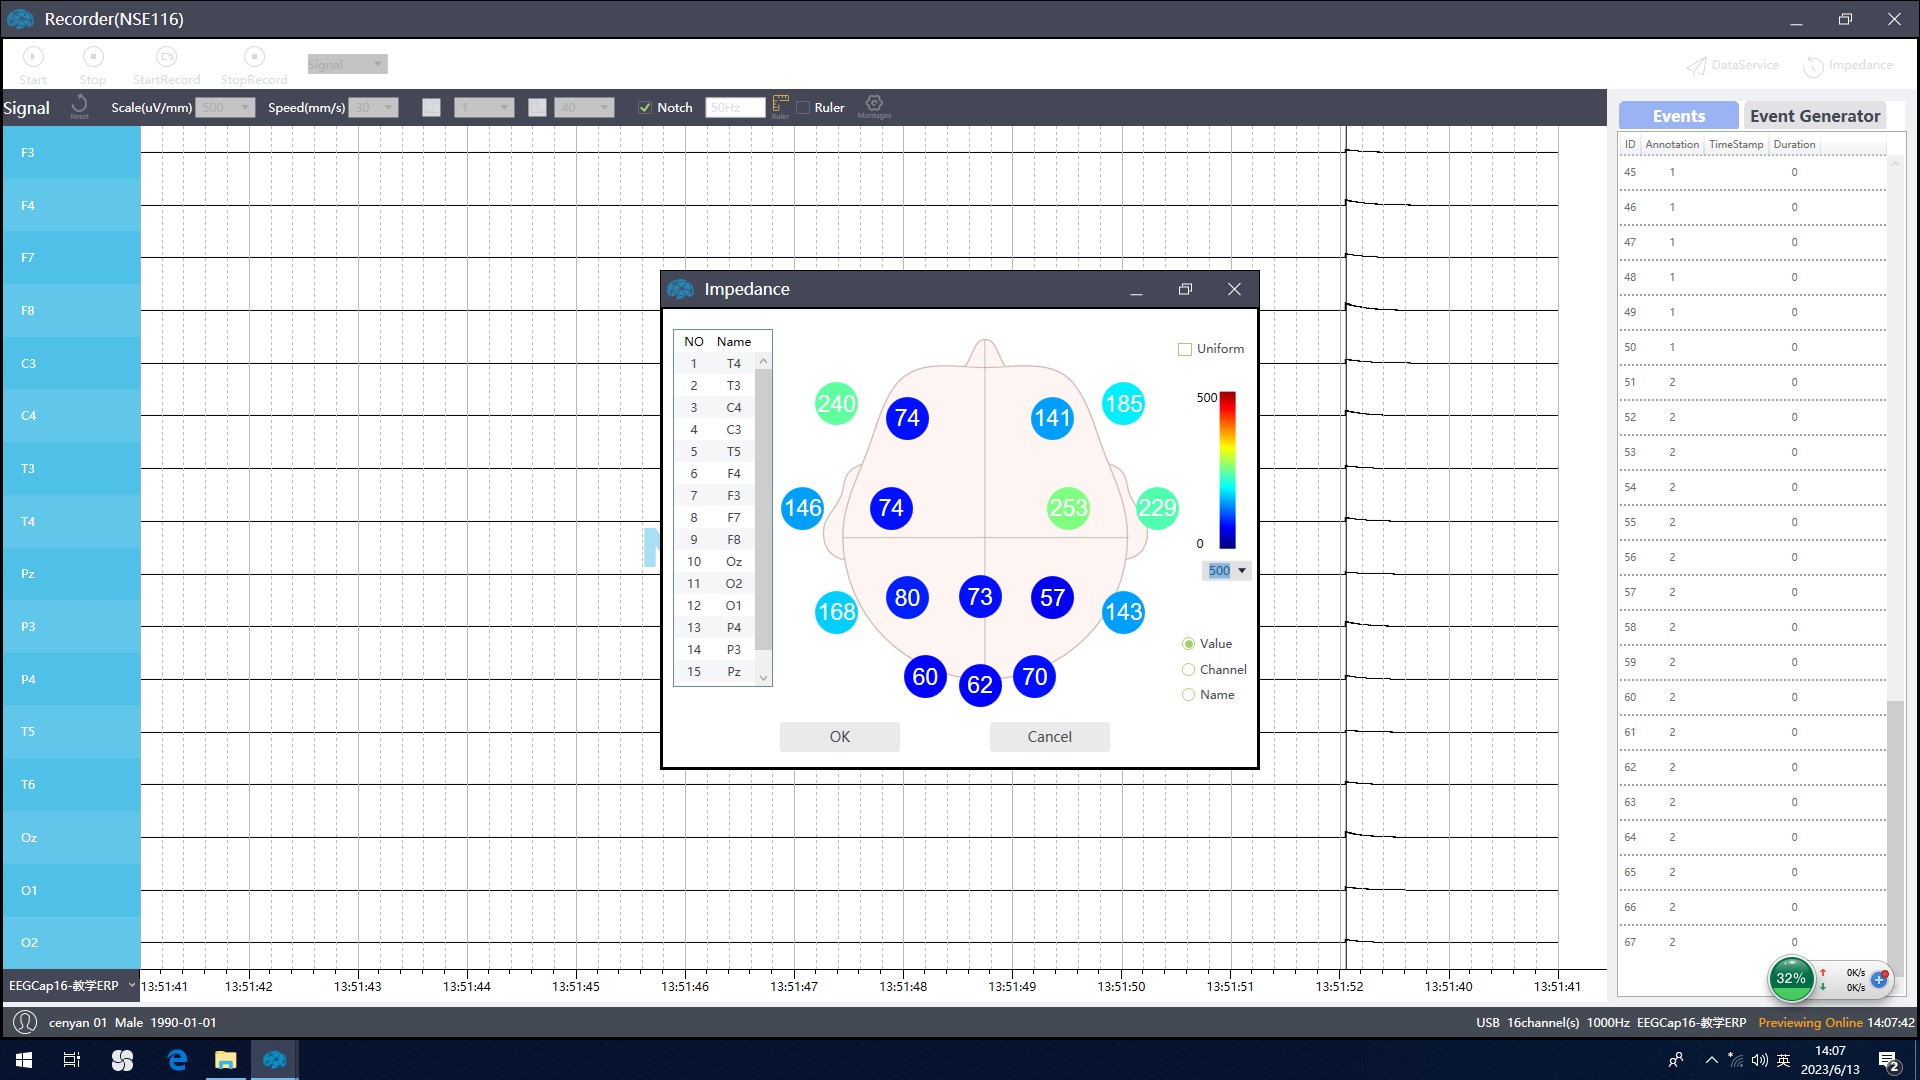 Recorder(NSE116)
Start
Stop
StartRecord
StopRecord
Signal
DataService
Impedance
Signal
Reset
Scale(uV/mm) 500
Speed(mm/s) 30
1
40
Notch
50Hz
Ruler
Ruler
Montages
Events
Event Generator
ID Annotation TimeStamp Duration
45 1 0
46 1 0
47 1 0
48 1 0
49 1 0
50 1 0
51 2 0
52 2 0
53 2 0
54 2 0
55 2 0
56 2 0
57 2 0
58 2 0
59 2 0
60 2 0
61 2 0
62 2 0
63 2 0
64 2 0
65 2 0
66 2 0
67 2 0
F3
F4
F7
F8
C3
C4
T3
T4
Pz
P3
P4
T5
T6
Oz
O1
O2
Impedance
NO Name
1 T4
2 T3
3 C4
4 C3
5 T5
6 F4
7 F3
8 F7
9 F8
10 Oz
11 O2
12 O1
13 P4
14 P3
15 Pz
240
74
141
185
146
74
253
229
168
80
73
57
143
60
62
70
Uniform
500
0
500
Value
Channel
Name
OK
Cancel
EEGCap16-教学ERP
13:51:41 13:51:42 13:51:43 13:51:44 13:51:45 13:51:46 13:51:47 13:51:48 13:51:49 13:51:50 13:51:51 13:51:52 13:51:40 13:51:41
32%
0K/s
0K/s
cenyan 01 Male 1990-01-01
USB 16channel(s) 1000Hz EEGCap16-教学ERP Previewing Online 14:07:42
英
14:07
2023/6/13
2